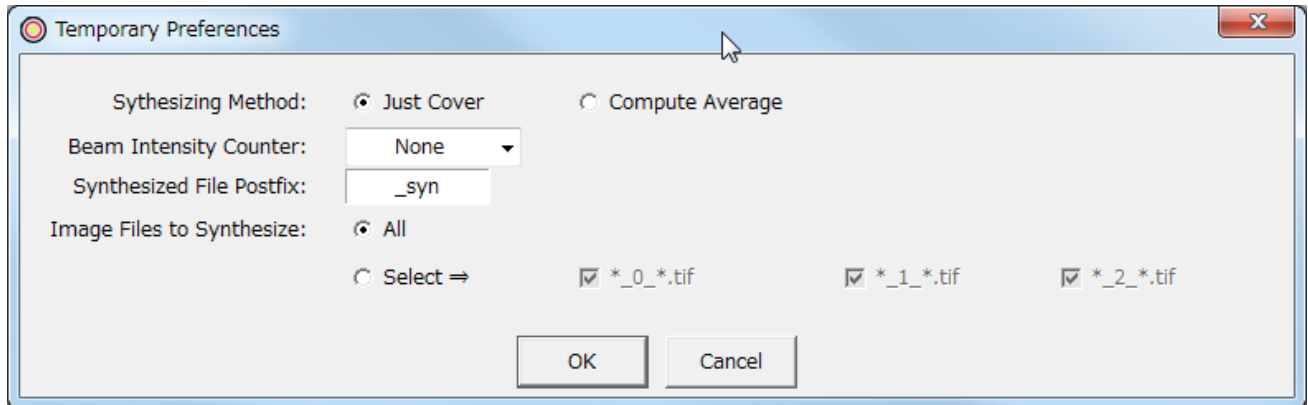 Temporary Preferences
Sythesizing Method: Just Cover Compute Average
Beam Intensity Counter: None
Synthesized File Postfix: _syn
Image Files to Synthesize: All
Select ⇒ *_0_*.tif *_1_*.tif *_2_*.tif
OK Cancel